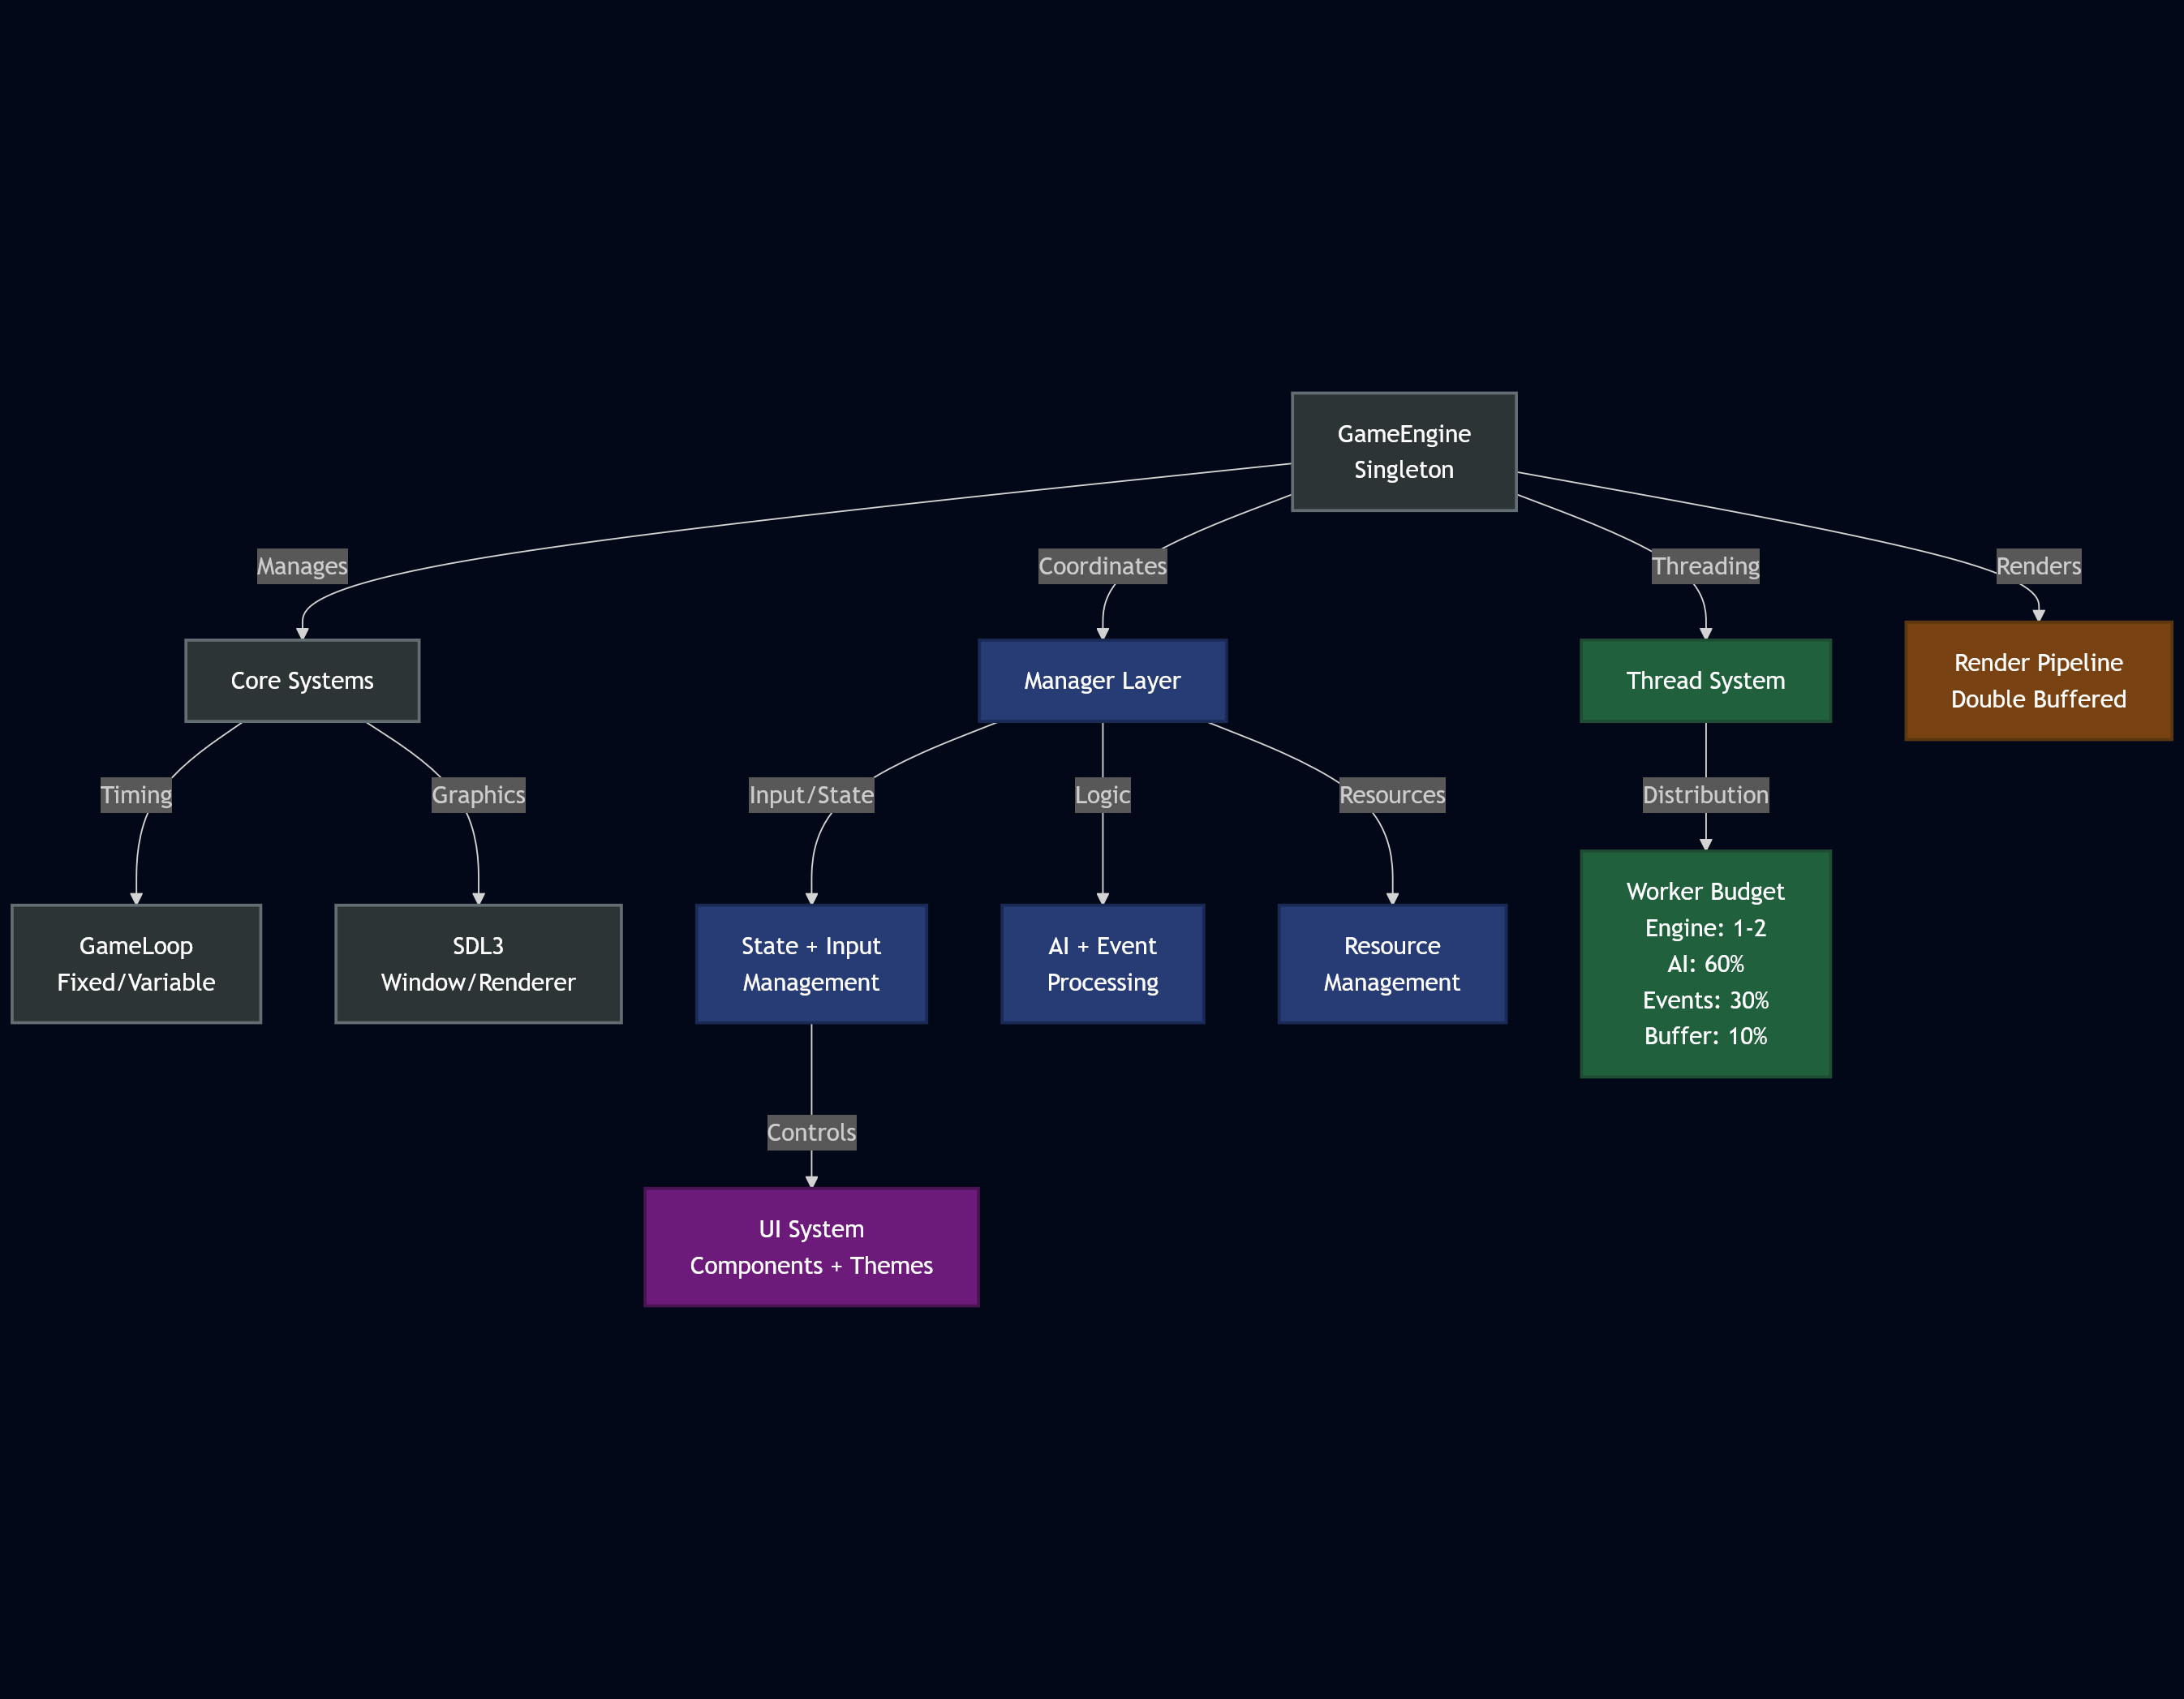 GameEngine
Singleton
Manages
Coordinates
Threading
Renders
Core Systems
Manager Layer
Thread System
Render Pipeline
Double Buffered
Timing
Graphics
Input/State
Logic
Resources
Distribution
GameLoop
Fixed/Variable
SDL3
Window/Renderer
State + Input
Management
AI + Event
Processing
Resource
Management
Worker Budget
Engine: 1-2
AI: 60%
Events: 30%
Buffer: 10%
Controls
UI System
Components + Themes